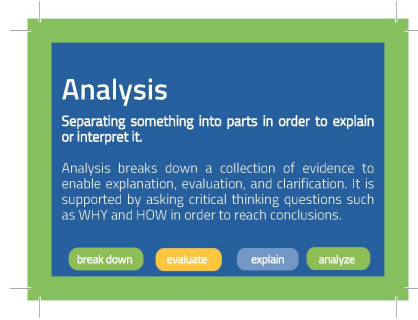 Analysis
Separating something into parts in order to explain
or interpret it.
Analysis breaks down a collection of evidence to
enable explanation, evaluation, and clarification. It is
supported by asking critical thinking questions such
as WHY and HOW in order to reach conclusions.
break down evaluate explain analyze